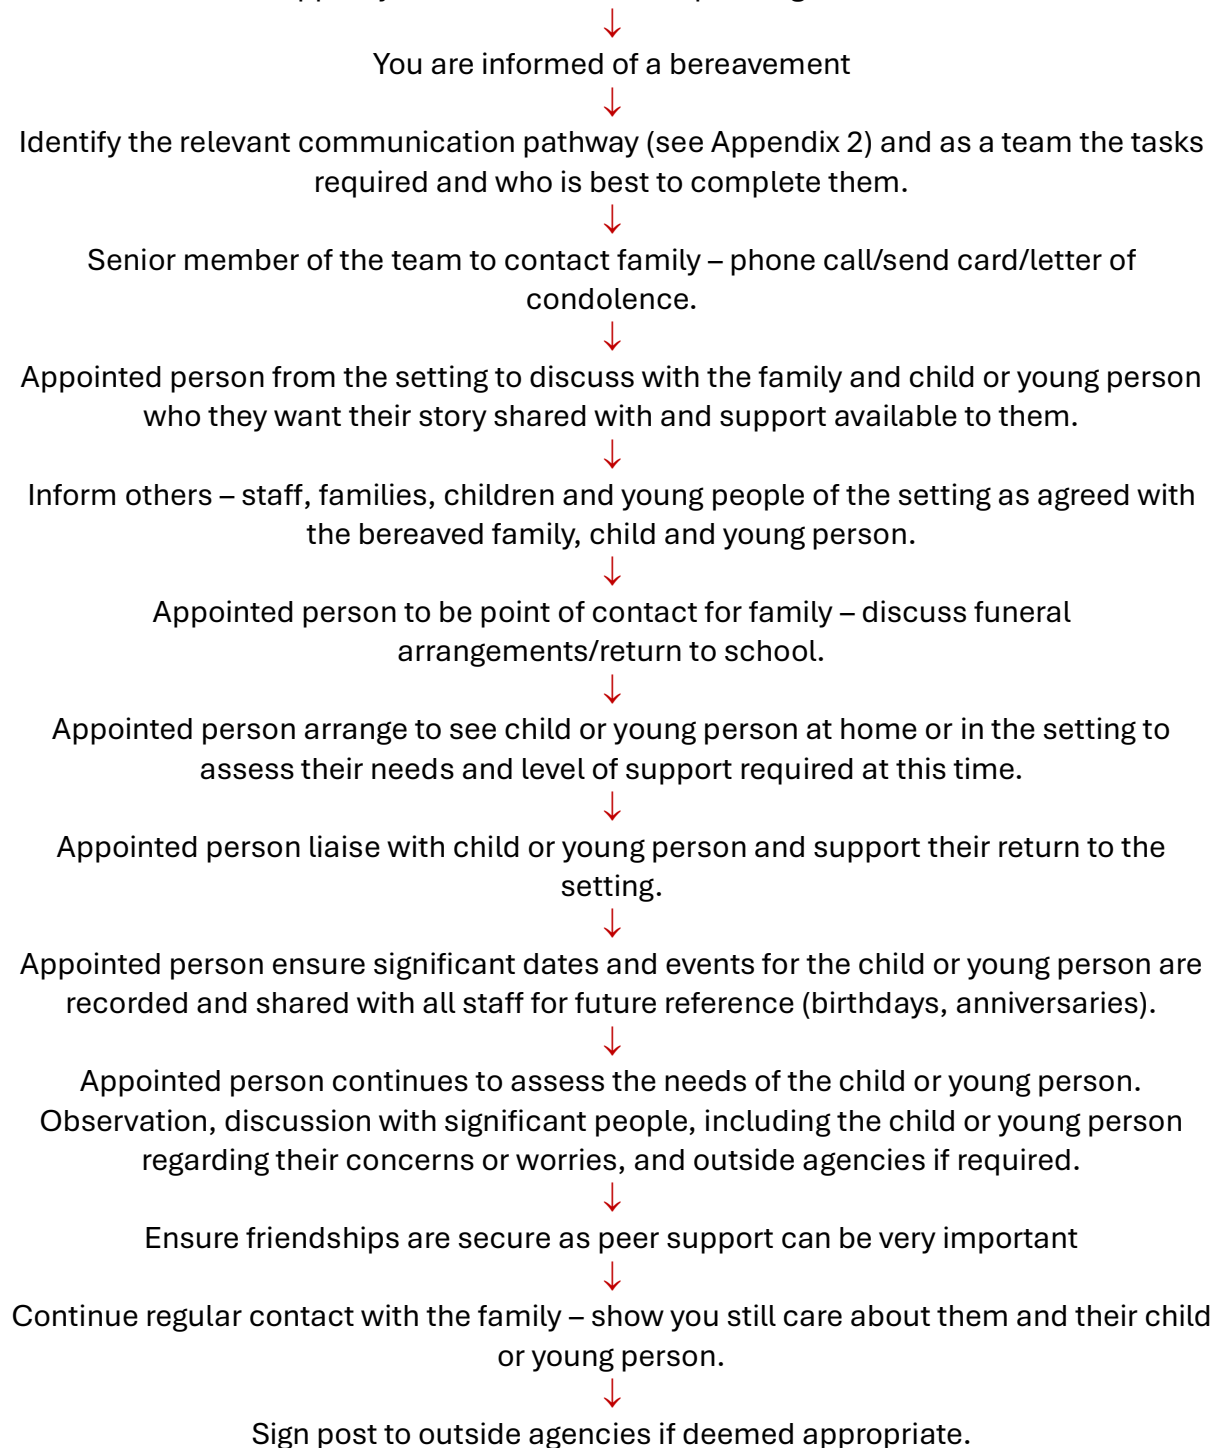 ↓
You are informed of a bereavement
↓
Identify the relevant communication pathway (see Appendix 2) and as a team the tasks
required and who is best to complete them.
↓
Senior member of the team to contact family – phone call/send card/letter of
condolence.
↓
Appointed person from the setting to discuss with the family and child or young person
who they want their story shared with and support available to them.
↓
Inform others – staff, families, children and young people of the setting as agreed with
the bereaved family, child and young person.
↓
Appointed person to be point of contact for family – discuss funeral
arrangements/return to school.
↓
Appointed person arrange to see child or young person at home or in the setting to
assess their needs and level of support required at this time.
↓
Appointed person liaise with child or young person and support their return to the
setting.
↓
Appointed person ensure significant dates and events for the child or young person are
recorded and shared with all staff for future reference (birthdays, anniversaries).
↓
Appointed person continues to assess the needs of the child or young person.
Observation, discussion with significant people, including the child or young person
regarding their concerns or worries, and outside agencies if required.
↓
Ensure friendships are secure as peer support can be very important
↓
Continue regular contact with the family – show you still care about them and their child
or young person.
↓
Sign post to outside agencies if deemed appropriate.